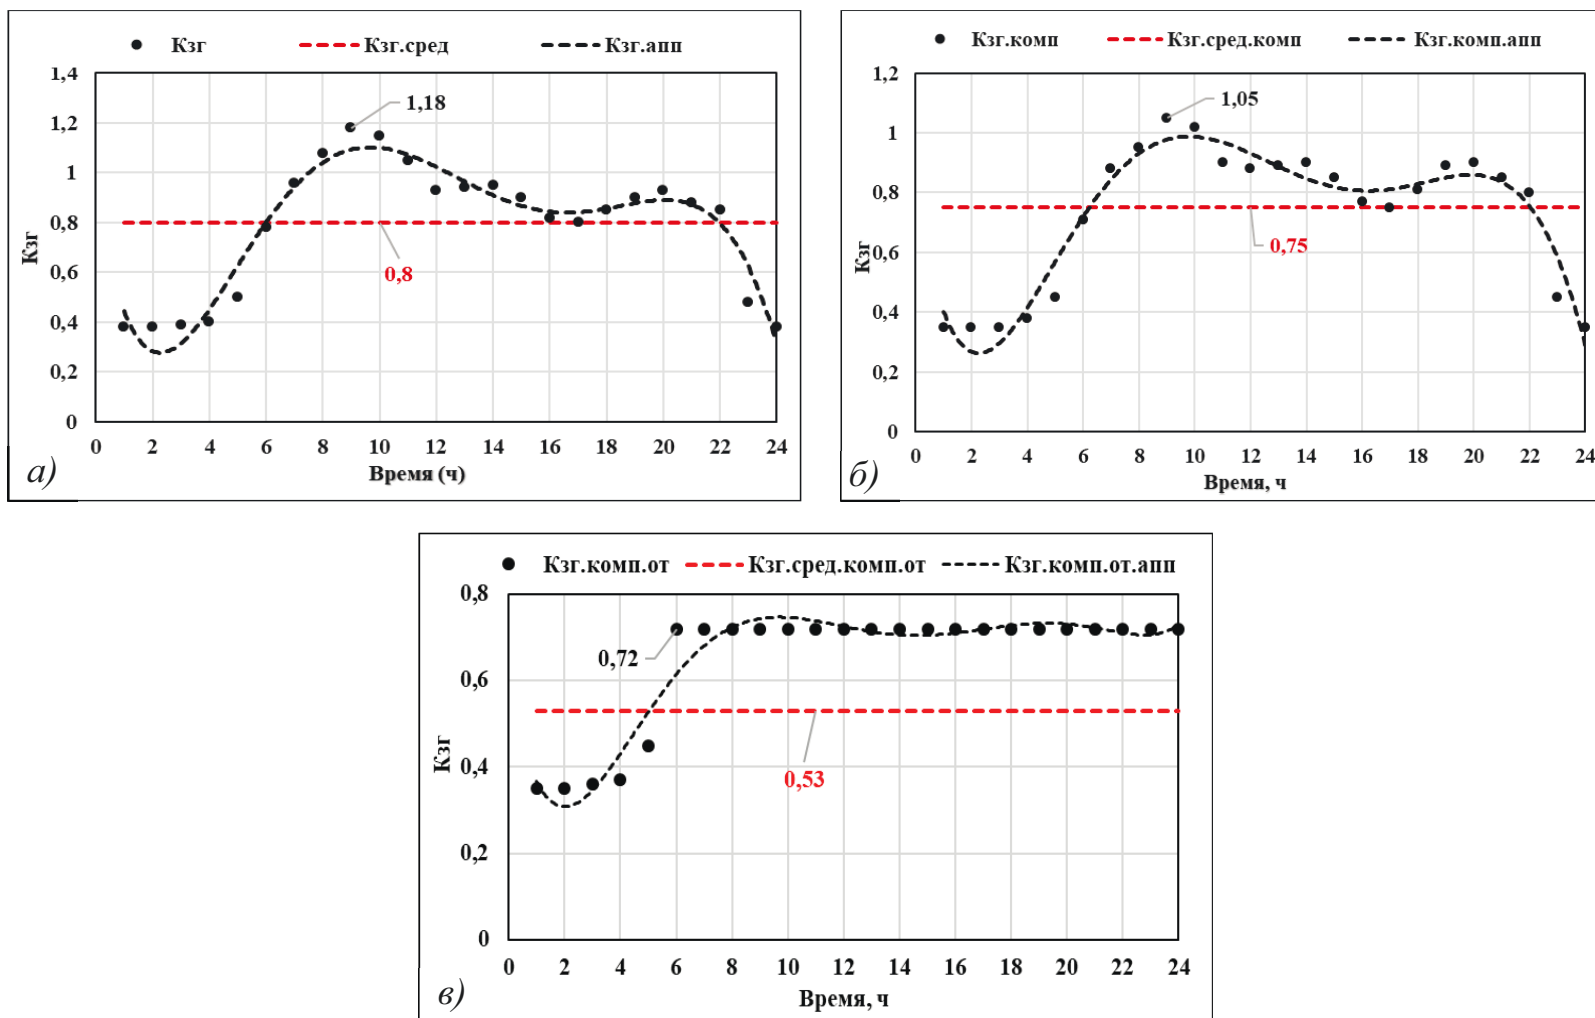 Кзг Кзг.сред Кзг.апп
1,4
1,2
1
0,8
0,6
0,4
0,2
0
1,18
0,8
Кзг
0 2 4 6 8 10 12 14 16 18 20 22 24
Время (ч)
а)
Кзг.комп Кзг.сред.комп Кзг.комп.апп
1,2
1
0,8
0,6
0,4
0,2
0
1,05
0,75
Кзг
0 2 4 6 8 10 12 14 16 18 20 22 24
Время, ч
б)
Кзг.комп.от Кзг.сред.комп.от Кзг.комп.от.апп
0,8
0,6
0,4
0,2
0
0,72
0,53
Кзг
0 2 4 6 8 10 12 14 16 18 20 22 24
Время, ч
в)